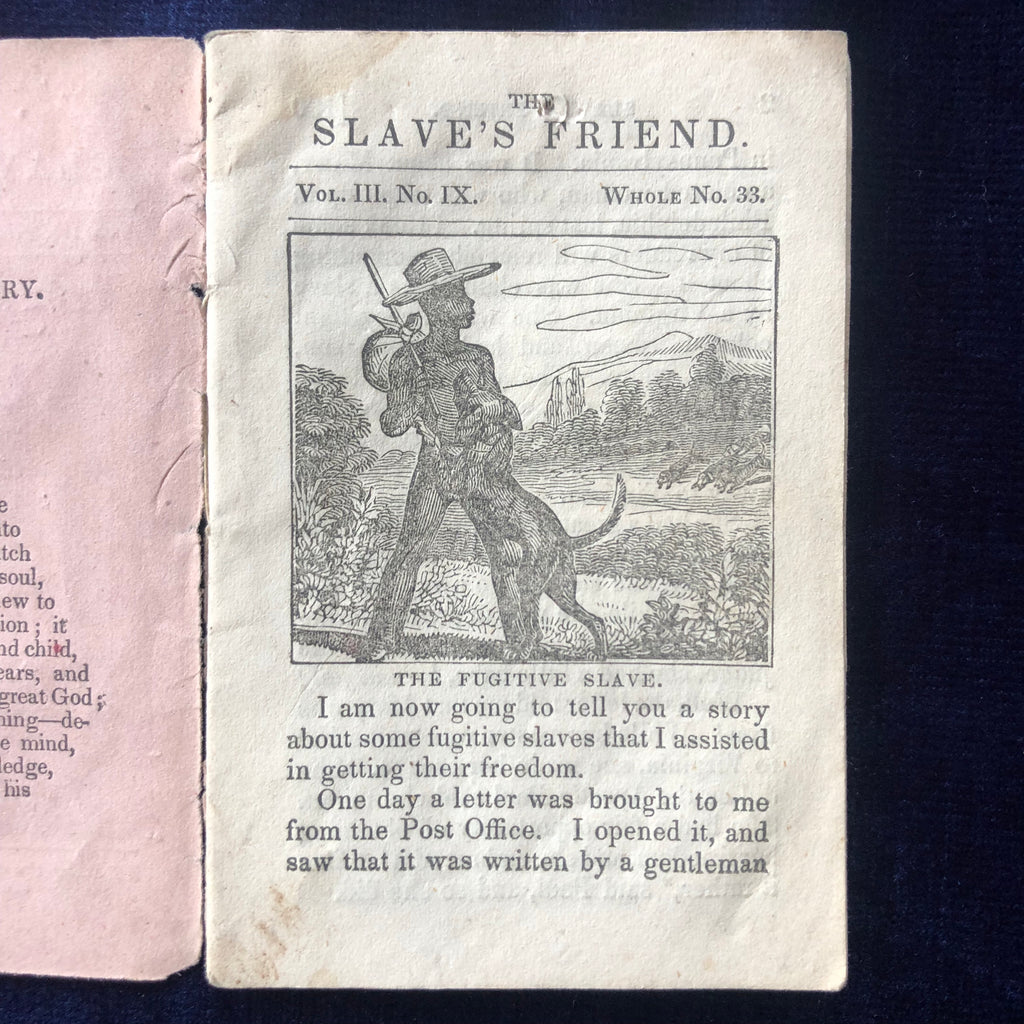 RY.
e
to
tch
soul,
ew to
ion; it
nd child,
ears, and
great God;
ning—de-
e mind,
ledge,
his
THE
SLAVE'S FRIEND.
VOL. III. NO. IX. WHOLE NO. 33.
THE FUGITIVE SLAVE.
I am now going to tell you a story
about some fugitive slaves that I assisted
in getting their freedom.
One day a letter was brought to me
from the Post Office. I opened it, and
saw that it was written by a gentleman